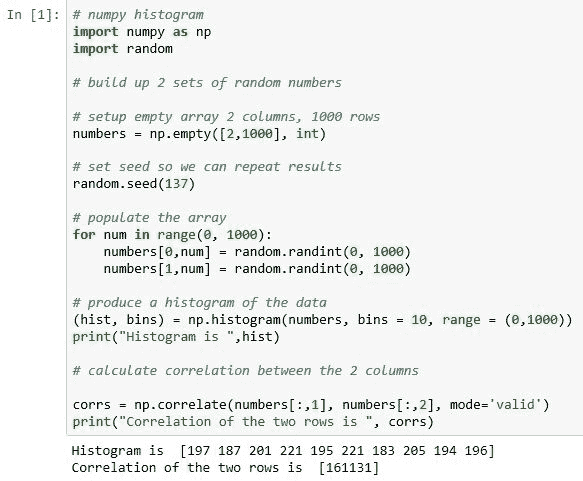 In [1]: # numpy histogram
import numpy as np
import random
# build up 2 sets of random numbers
# setup empty array 2 columns, 1000 rows
numbers = np.empty([2,1000], int)
# set seed so we can repeat results
random.seed(137)
# populate the array
for num in range(0, 1000):
    numbers[0,num] = random.randint(0, 1000)
    numbers[1,num] = random.randint(0, 1000)
# produce a histogram of the data
(hist, bins) = np.histogram(numbers, bins = 10, range = (0,1000))
print("Histogram is ",hist)
# calculate correlation between the 2 columns
corrs = np.correlate(numbers[:,1], numbers[:,2], mode='valid')
print("Correlation of the two rows is ", corrs)
Histogram is  [197 187 201 221 195 221 183 205 194 196]
Correlation of the two rows is  [161131]